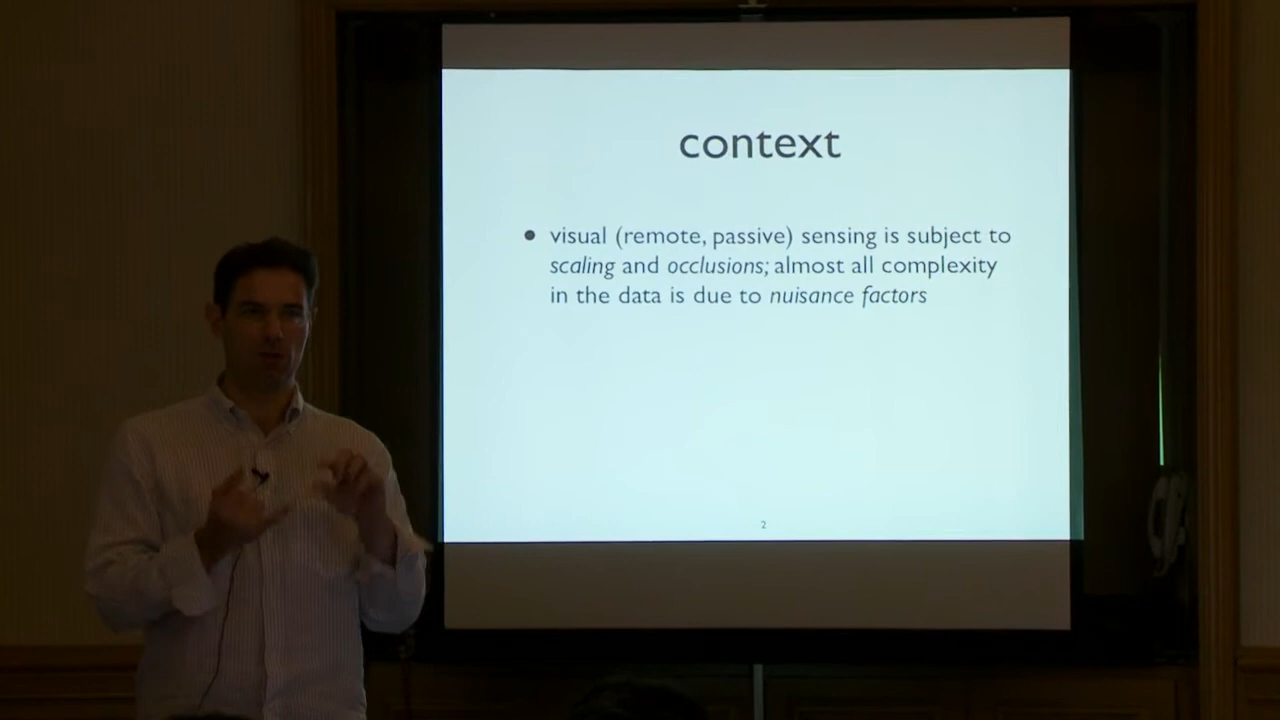 context
• visual (remote, passive) sensing is subject to
scaling and occlusions; almost all complexity
in the data is due to nuisance factors
2